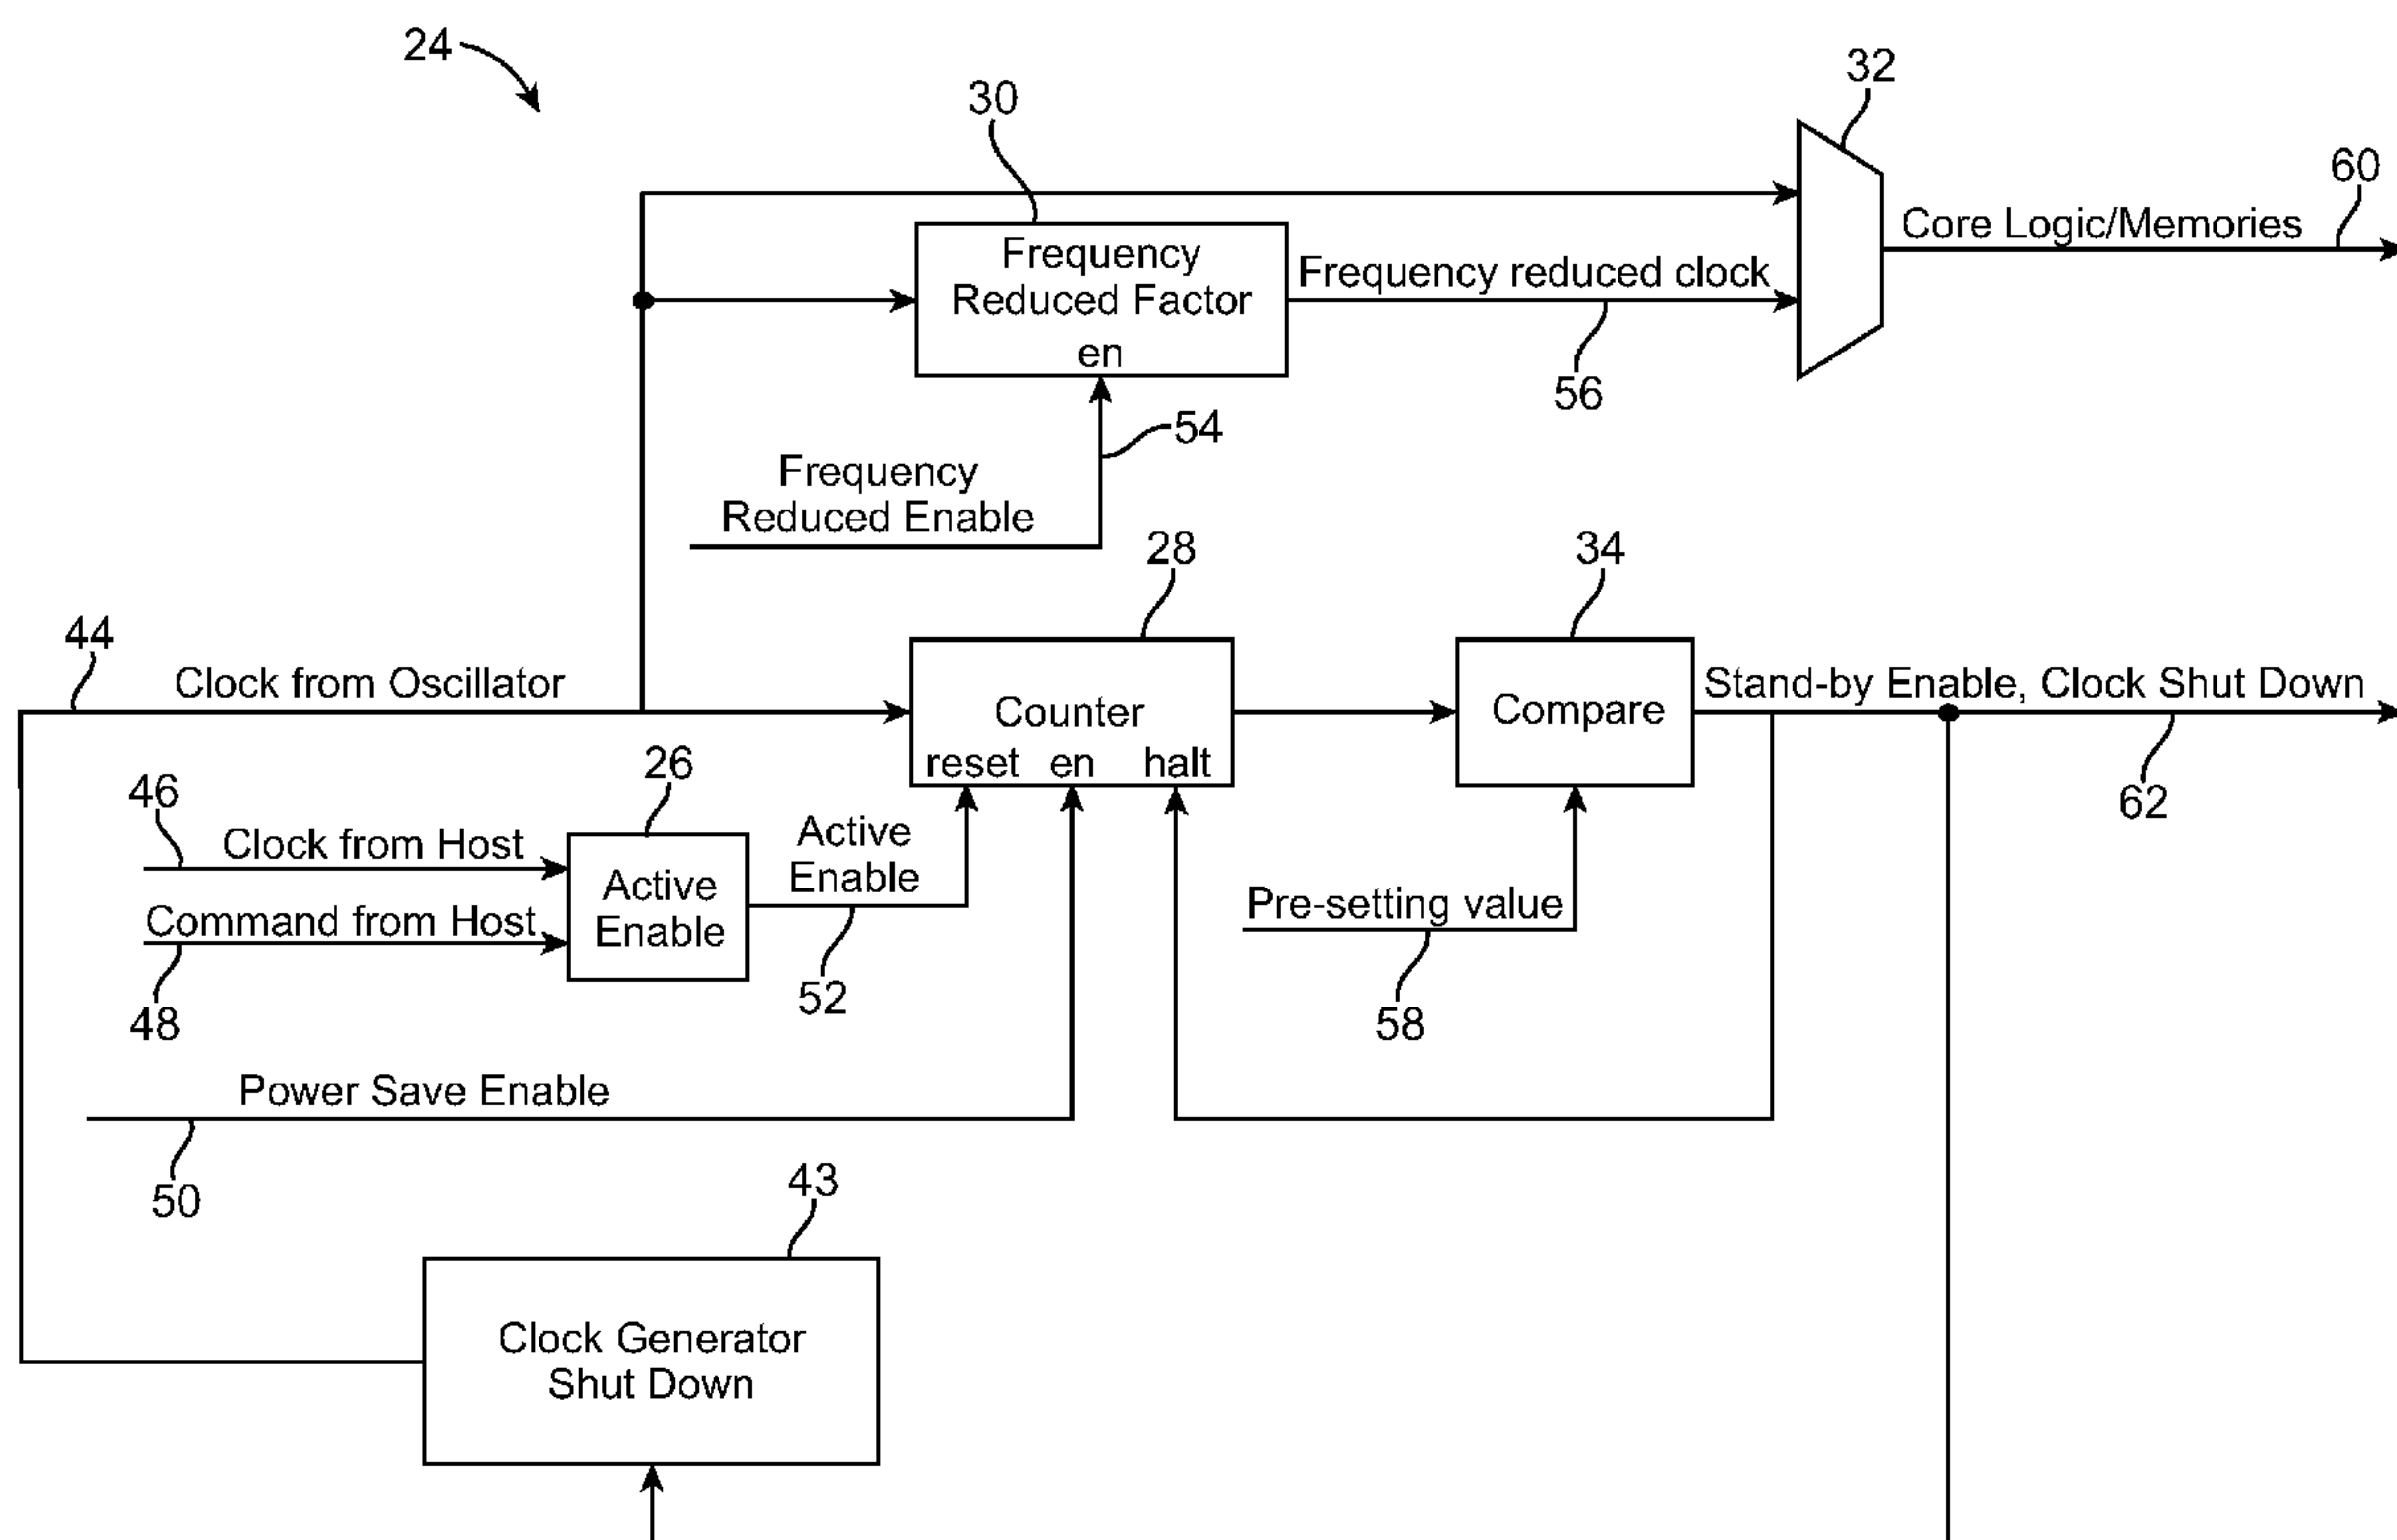 24
32
30
60
Core Logic/Memories
Frequency
Reduced Factor
en
Frequency reduced clock
56
54
Frequency
Reduced Enable
28
34
44
Clock from Oscillator
Counter
reset en halt
Compare
Stand-by Enable, Clock Shut Down
62
26
46
Clock from Host
Command from Host
48
Active
Enable
Active
Enable
52
Pre-setting value
58
Power Save Enable
50
43
Clock Generator
Shut Down